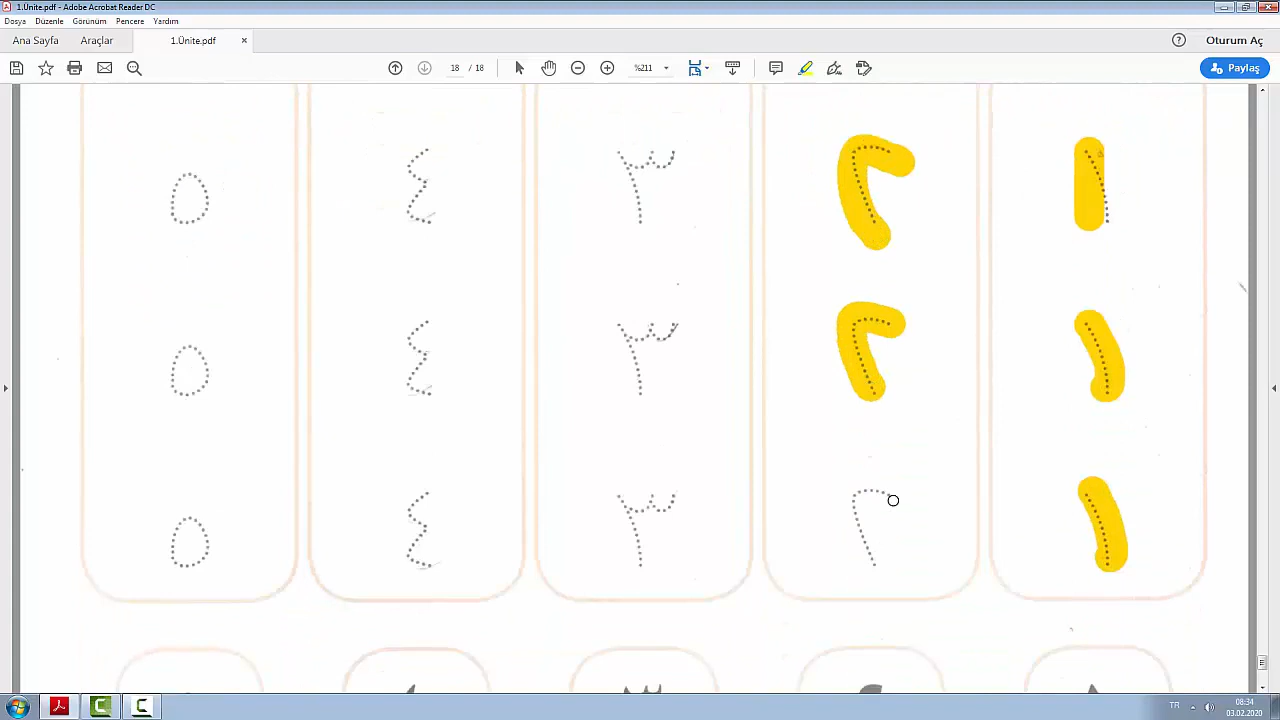 1.Ünite.pdf - Adobe Acrobat Reader DC
Dosya Düzenle Görünüm Pencere Yardım
Ana Sayfa Araçlar 1.Ünite.pdf × Oturum Aç
18 / 18 %211 Paylaş
٥ ٤ ٣ ٢ ١
٥ ٤ ٣ ٢ ١
٥ ٤ ٣ ٢ ١
TR 08:34
03.02.2020